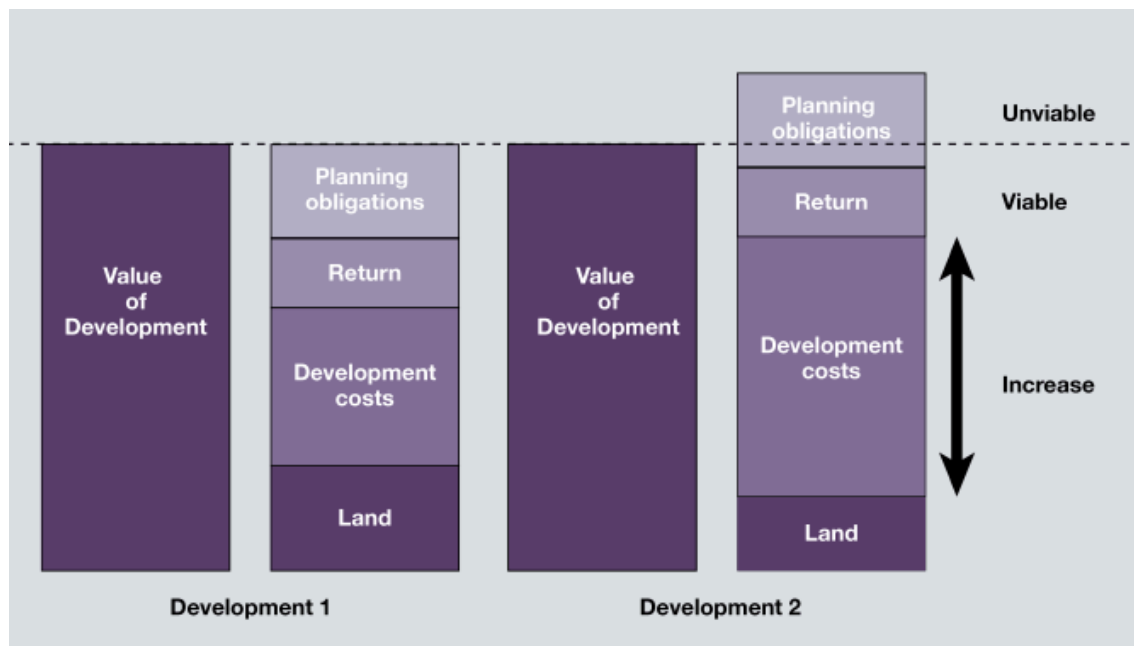 Planning
obligations
Unviable
Planning
obligations
Return
Viable
Value
of
Development
Return
Value
of
Development
Development
costs
Development
costs
Increase
Land
Land
Development 1
Development 2